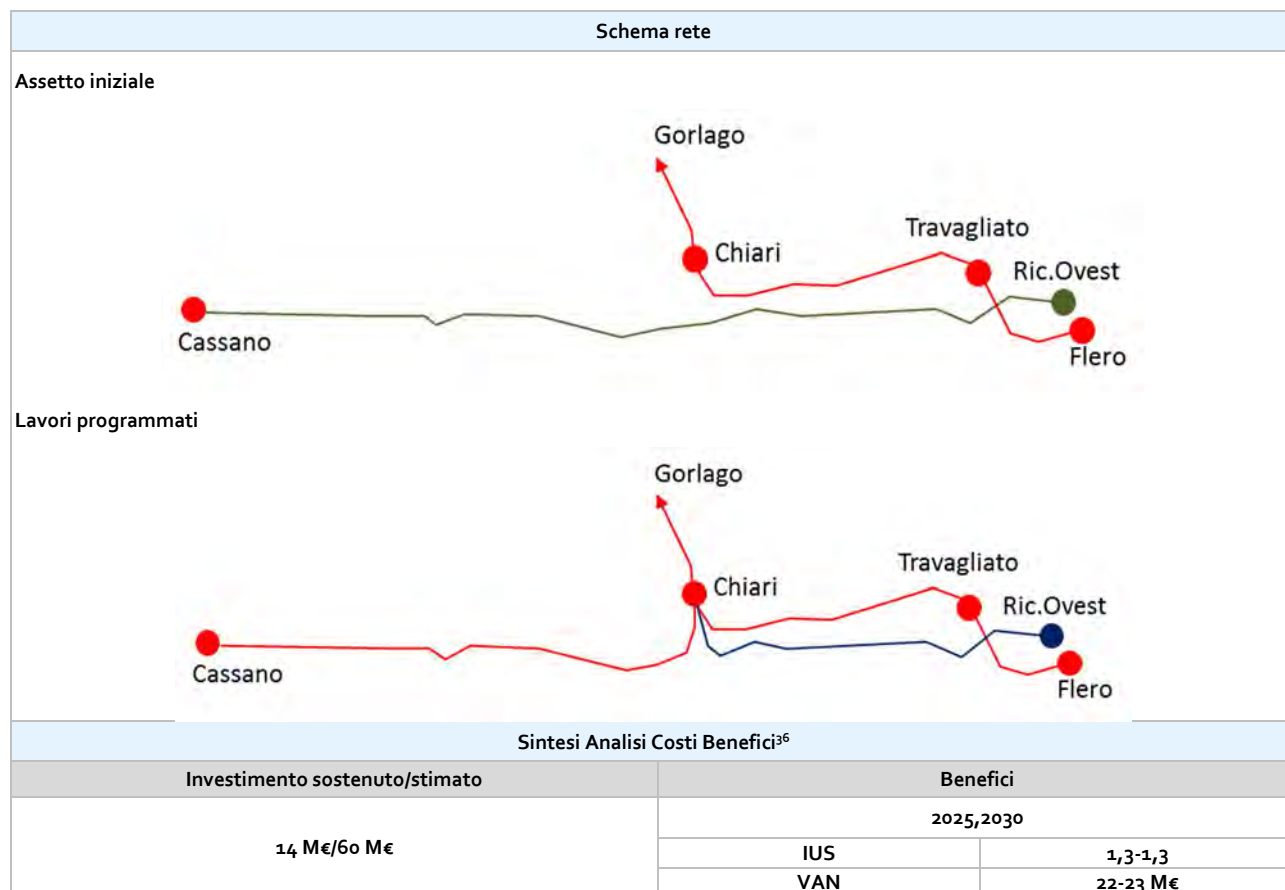 Schema rete
Assetto iniziale
Gorlago
Chiari
Travagliato
Ric.Ovest
Cassano
Flero
Lavori programmati
Gorlago
Chiari
Travagliato
Ric.Ovest
Cassano
Flero
Sintesi Analisi Costi Benefici³⁶
Investimento sostenuto/stimato
Benefici
14 M€/60 M€
2025,2030
IUS
1,3-1,3
VAN
22-23 M€